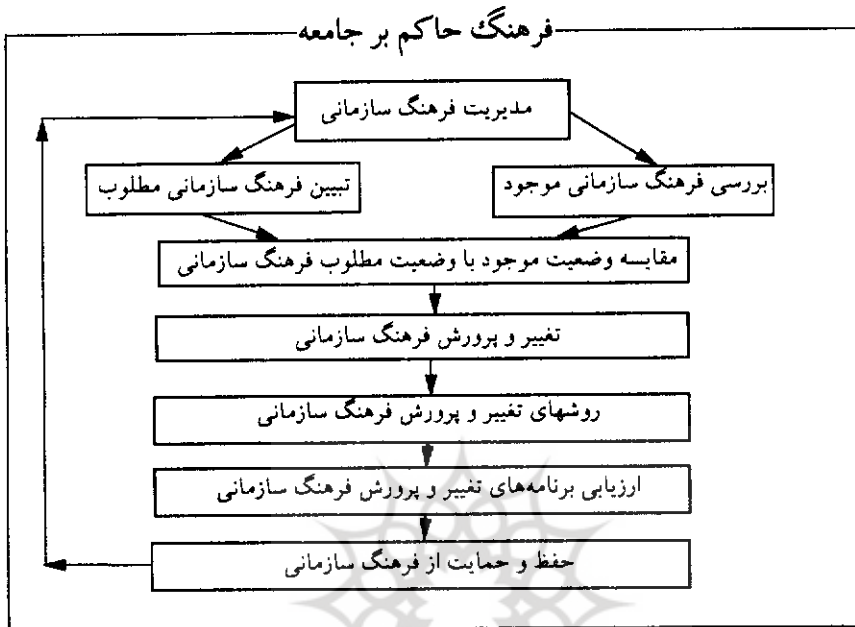 فرهنگ حاکم بر جامعه
مدیریت فرهنگ سازمانی
بررسی فرهنگ سازمانی موجود
تبیین فرهنگ سازمانی مطلوب
مقایسه وضعیت موجود با وضعیت مطلوب فرهنگ سازمانی
تغییر و پرورش فرهنگ سازمانی
روشهای تغییر و پرورش فرهنگ سازمانی
ارزیابی برنامه‌های تغییر و پرورش فرهنگ سازمانی
حفظ و حمایت از فرهنگ سازمانی